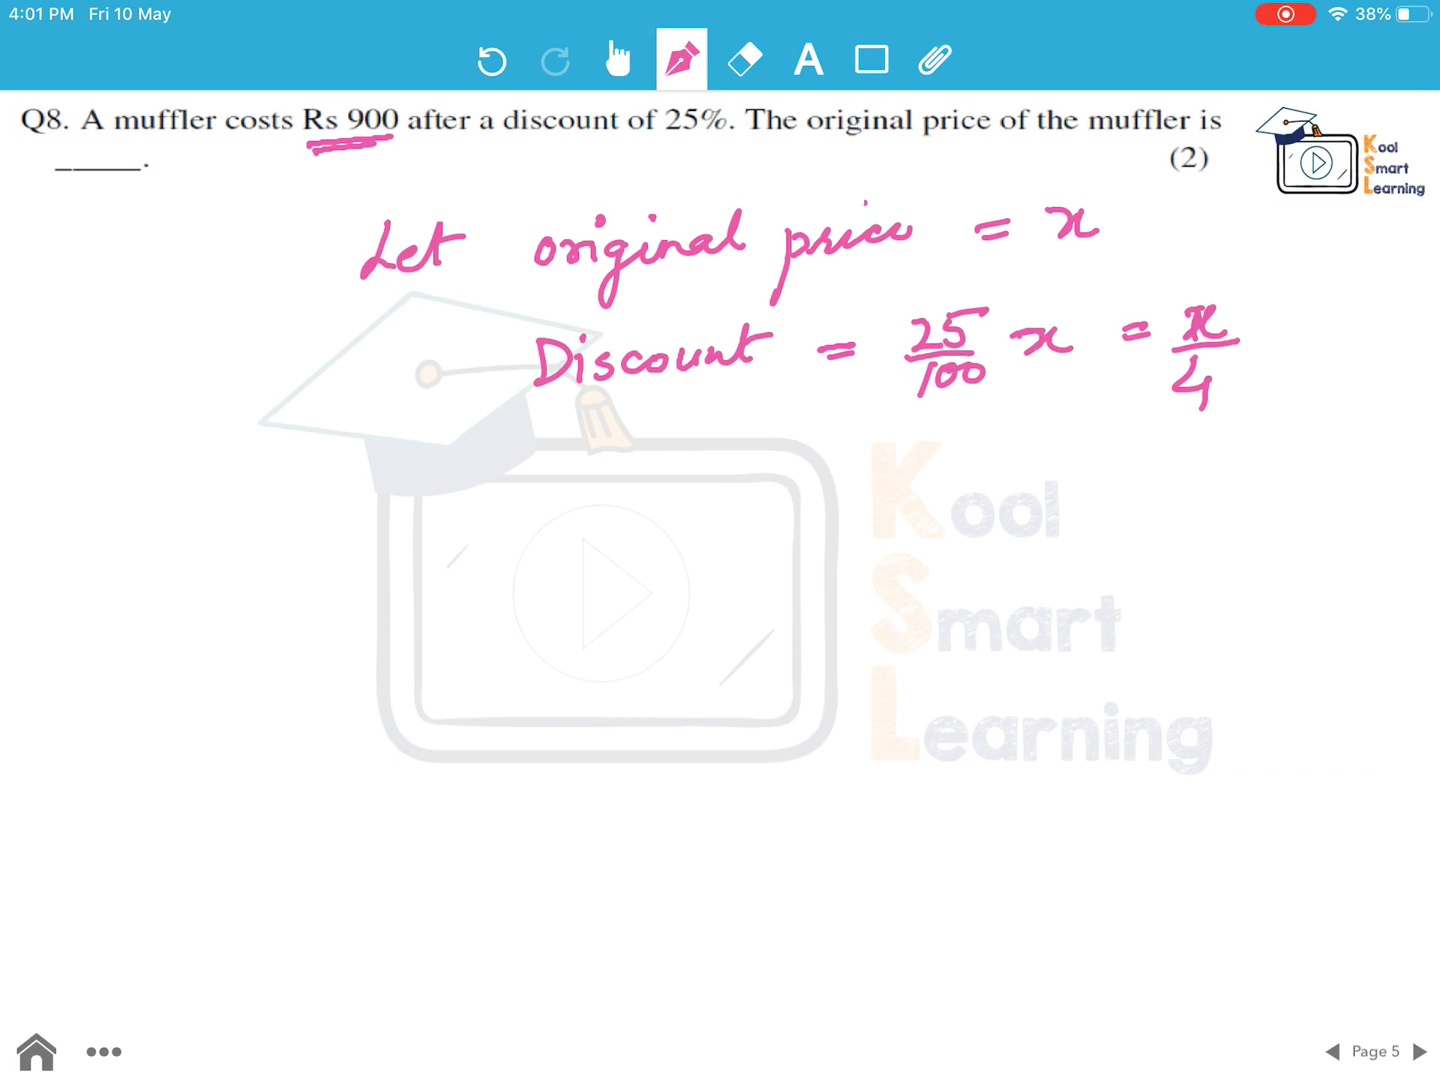 4:01 PM Fri 10 May
38%
A
Q8. A muffler costs Rs 900 after a discount of 25%. The original price of the muffler is
_____. (2)
Kool
Smart
Learning
Let original price = x
Discount = 25/100 x = x/4
Kool
Smart
Learning
Page 5